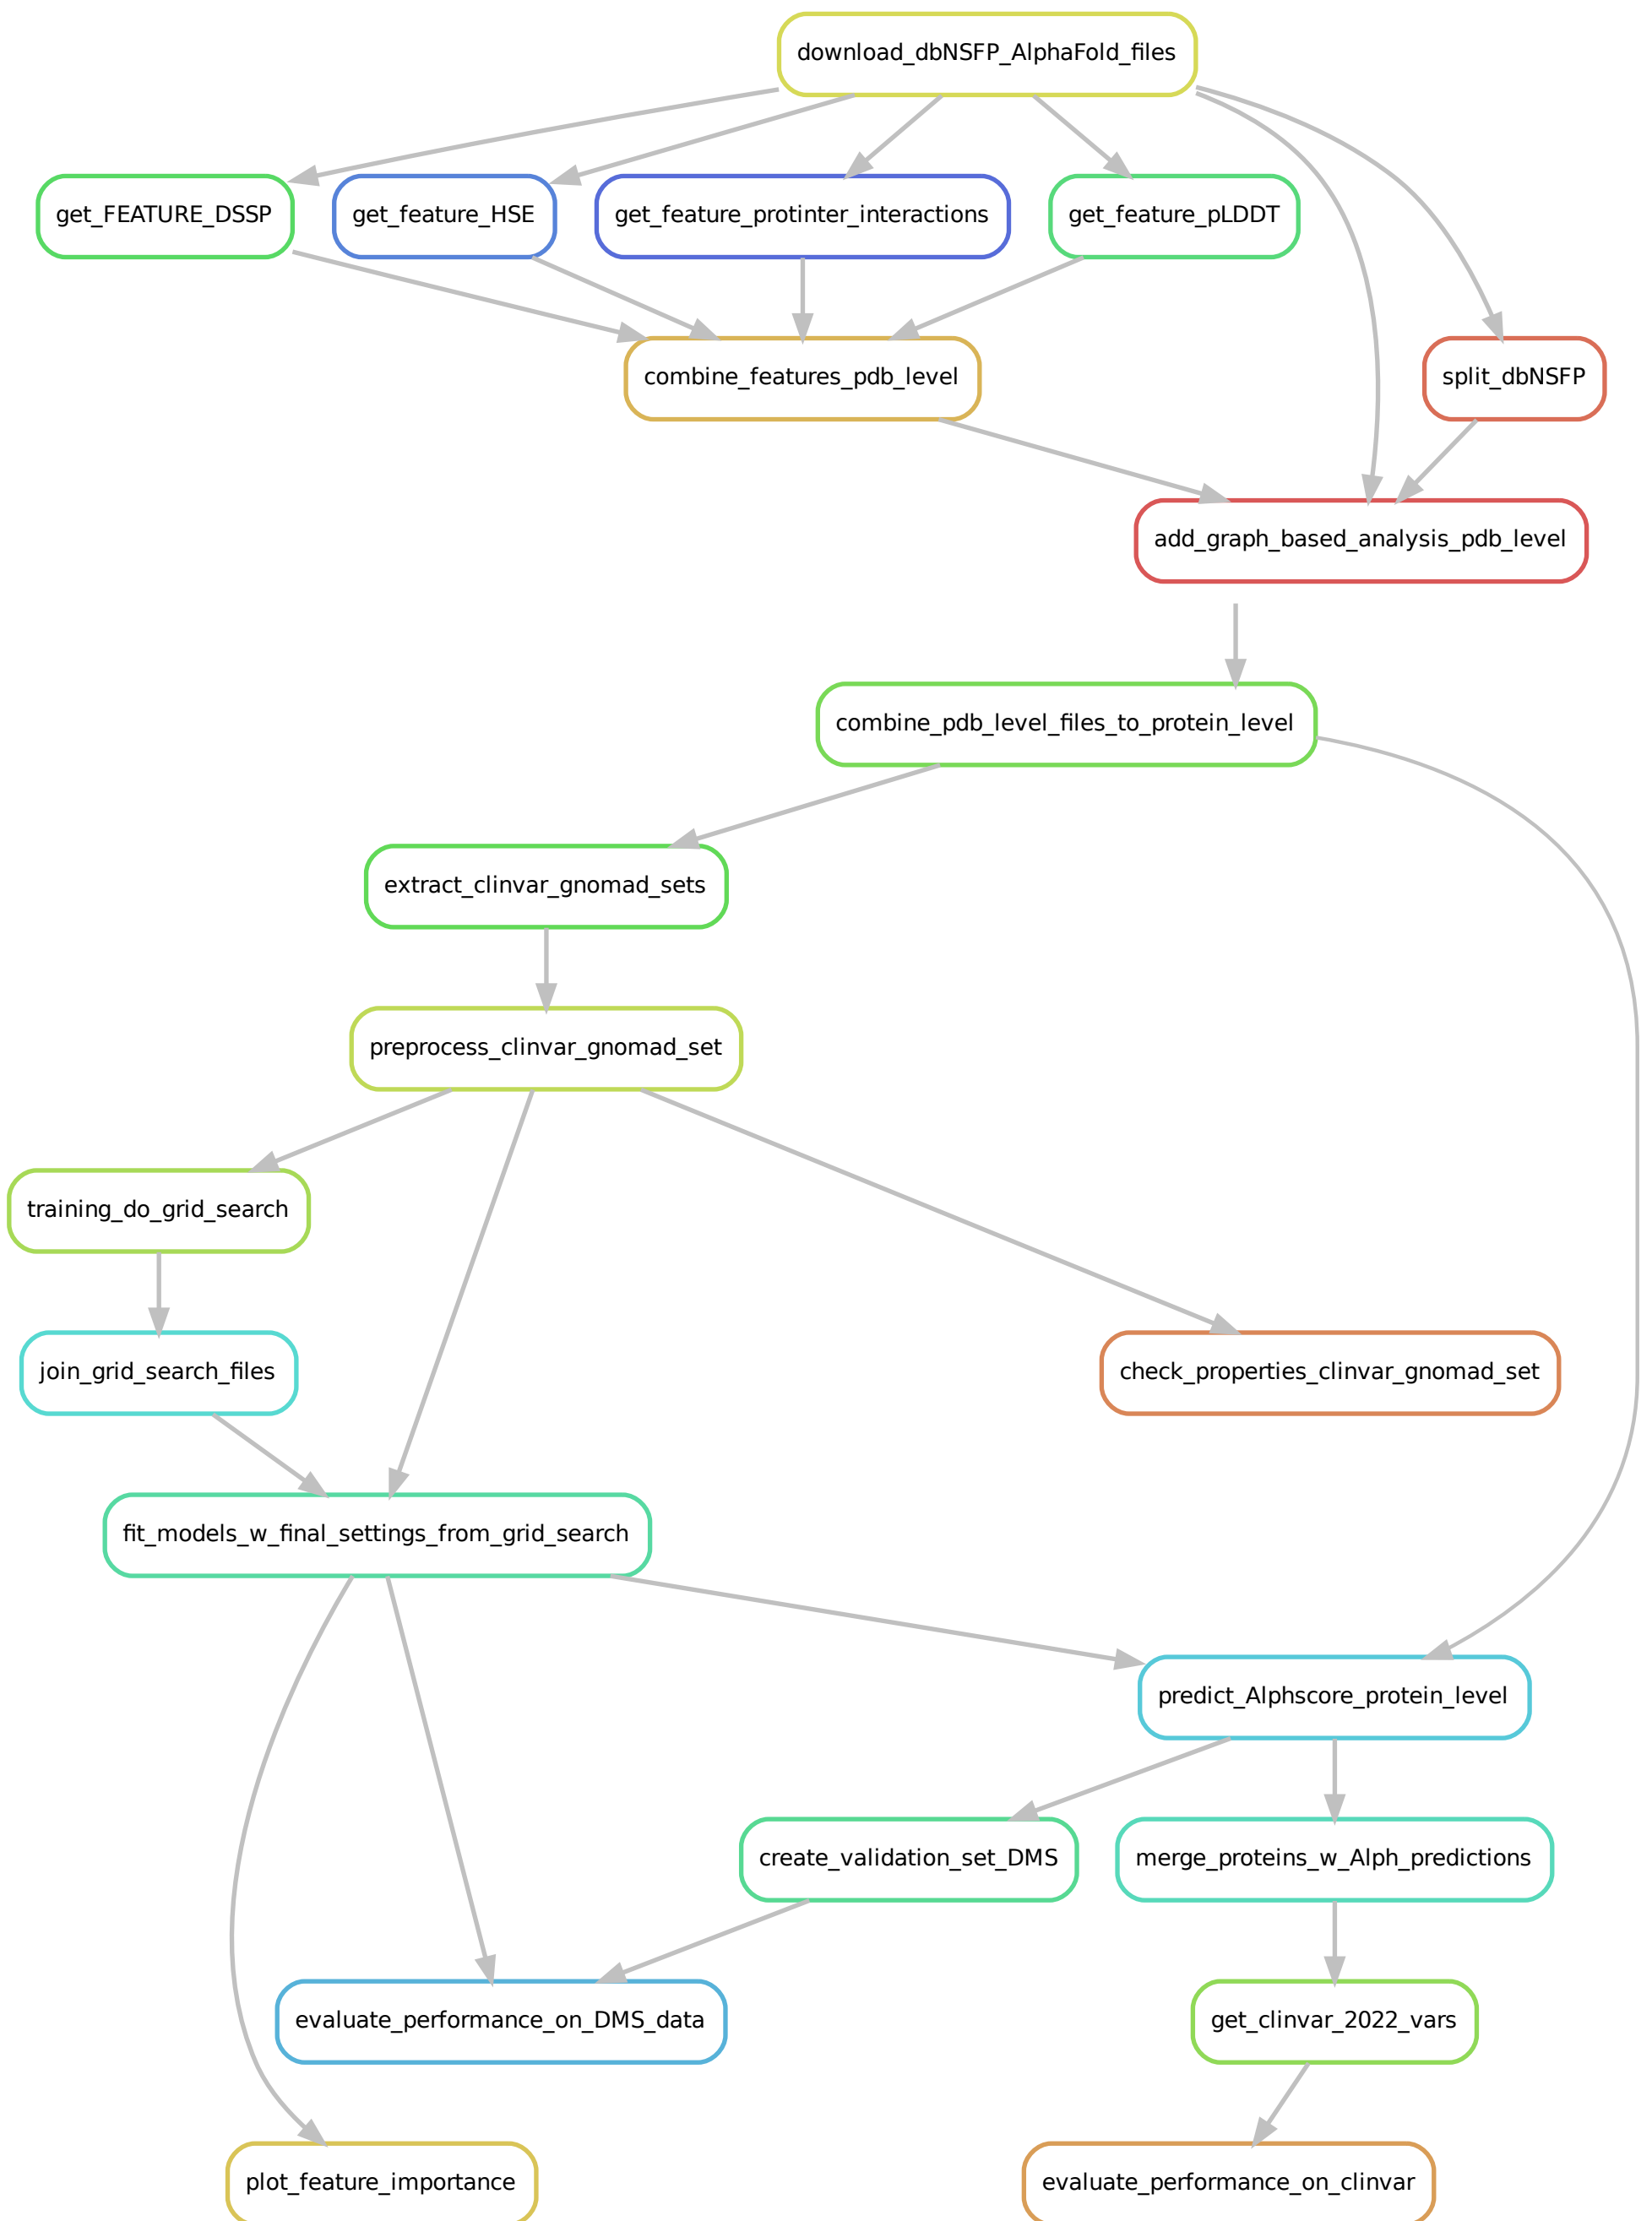 download_dbNSFP_AlphaFold_files
get_FEATURE_DSSP
get_feature_HSE
get_feature_protinter_interactions
get_feature_pLDDT
combine_features_pdb_level
split_dbNSFP
add_graph_based_analysis_pdb_level
combine_pdb_level_files_to_protein_level
extract_clinvar_gnomad_sets
preprocess_clinvar_gnomad_set
training_do_grid_search
join_grid_search_files
check_properties_clinvar_gnomad_set
fit_models_w_final_settings_from_grid_search
predict_Alphscore_protein_level
create_validation_set_DMS
merge_proteins_w_Alph_predictions
evaluate_performance_on_DMS_data
get_clinvar_2022_vars
plot_feature_importance
evaluate_performance_on_clinvar